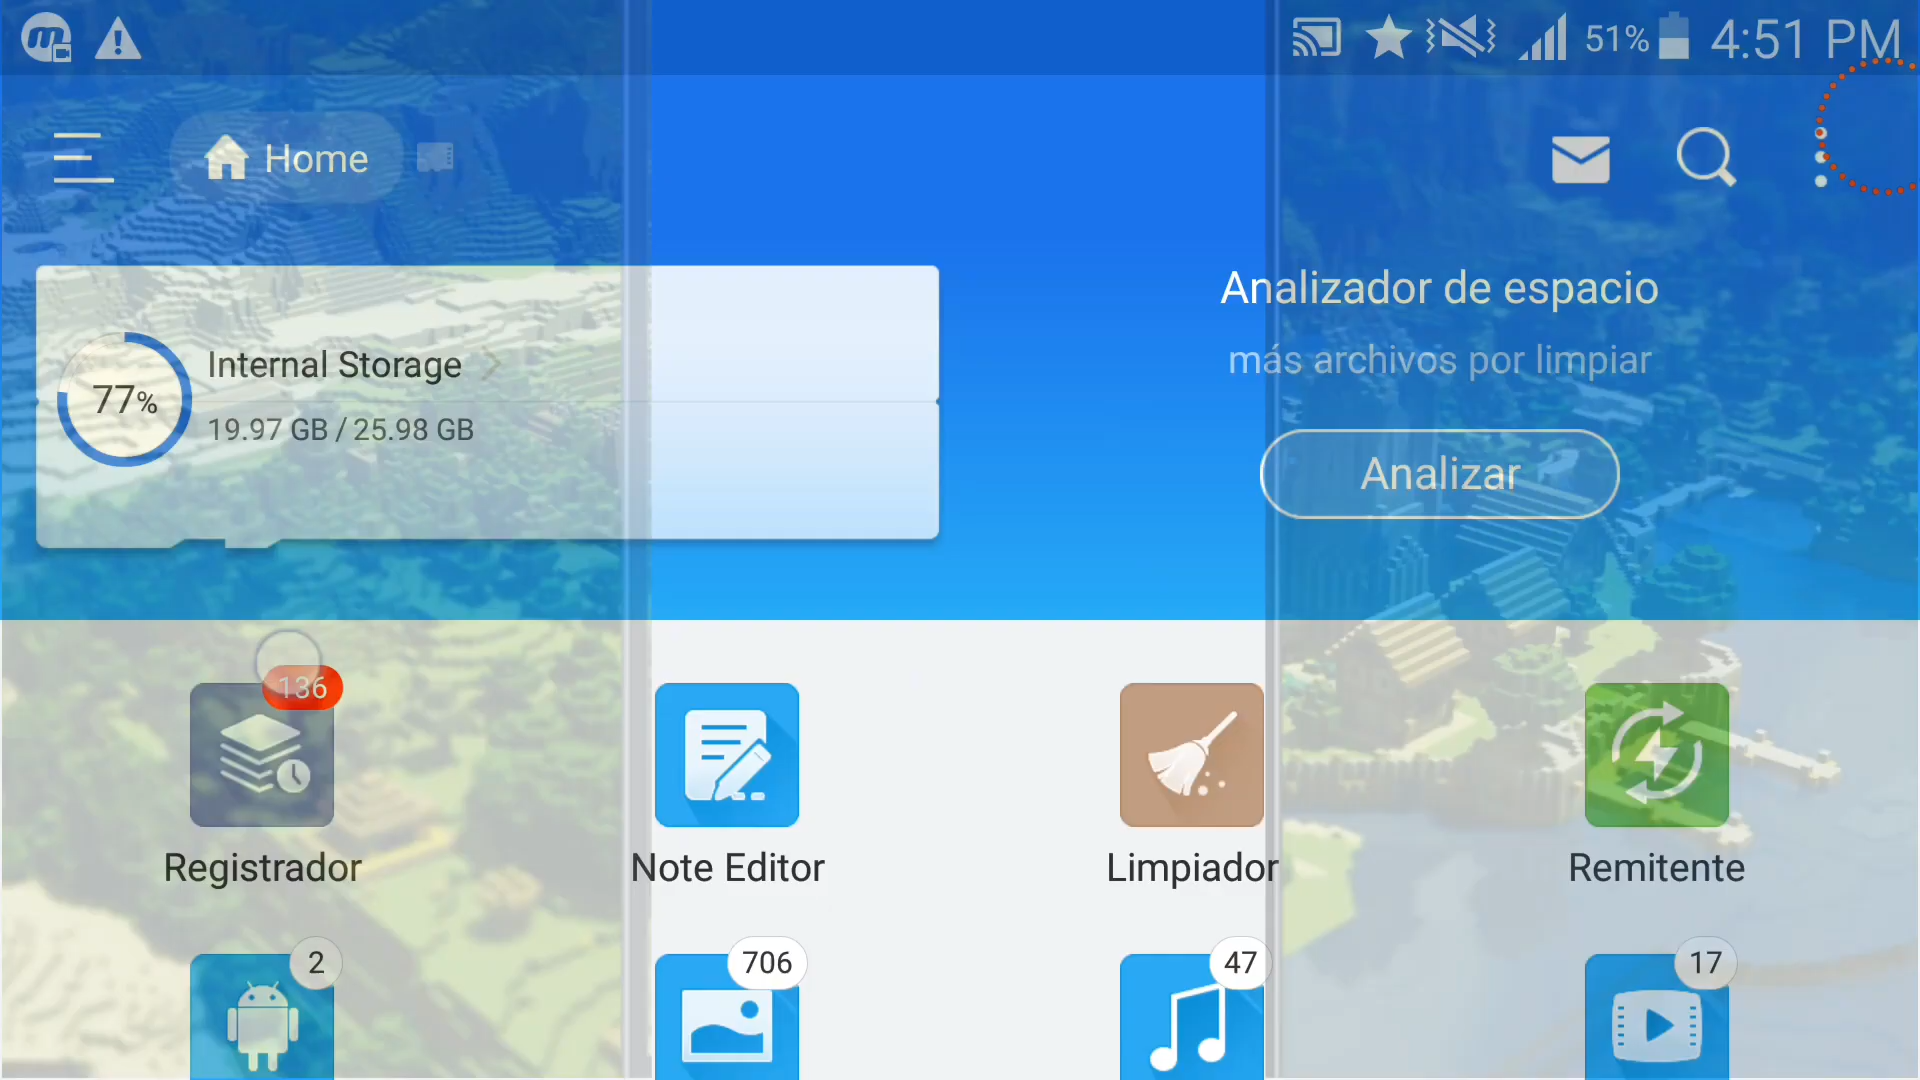 51% 4:51 PM
Home
Analizador de espacio
más archivos por limpiar
Analizar
77%
Internal Storage
19.97 GB / 25.98 GB
136
Registrador
Note Editor
Limpiador
Remitente
2
706
47
17